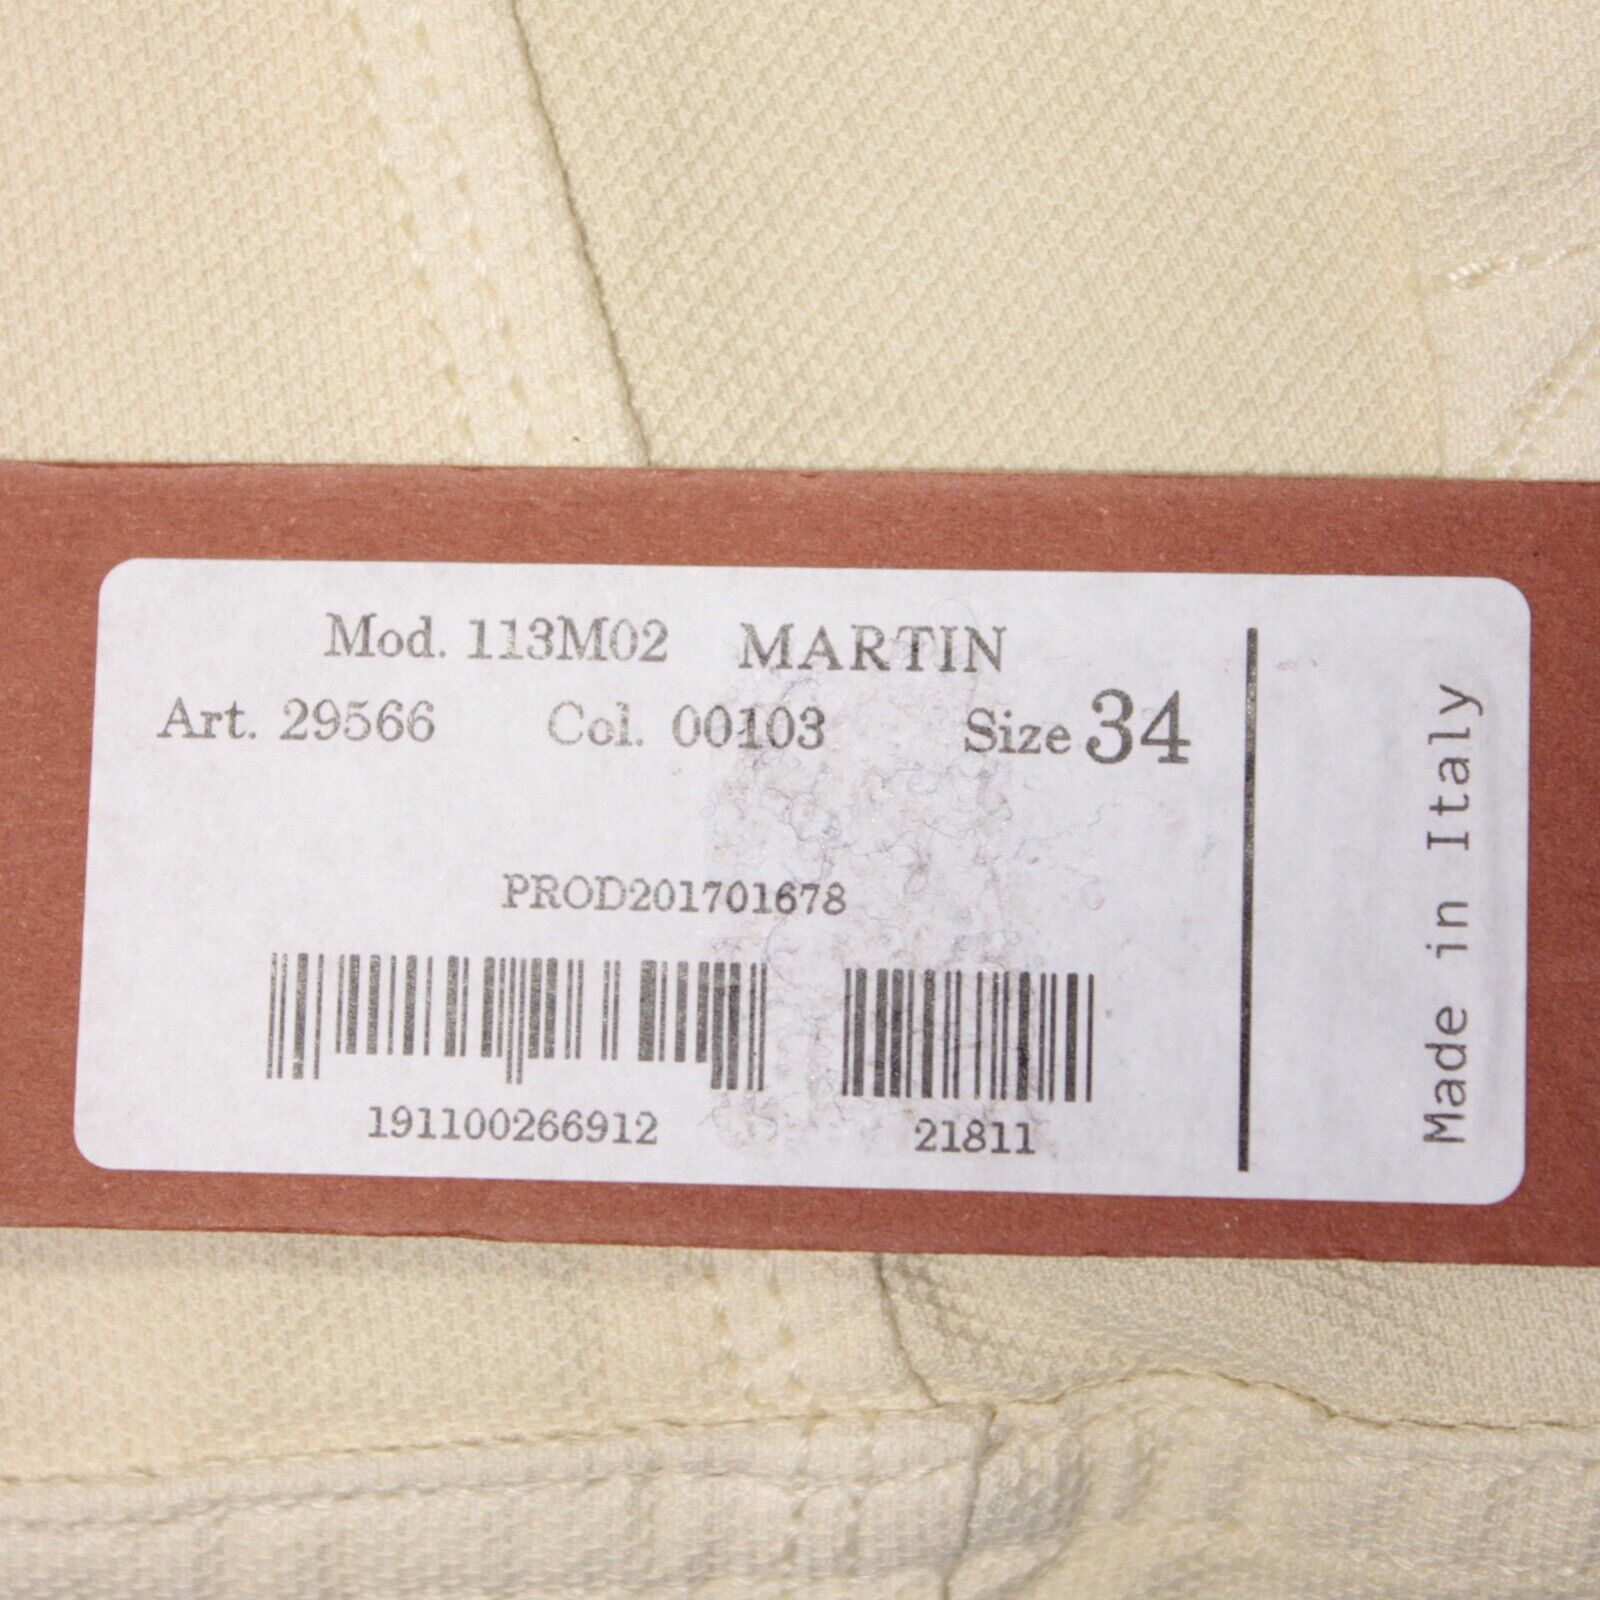 Mod. 113M02 MARTIN
Art. 29566 Col. 00103 Size 34
PROD201701678
191100266912 21811
Made in Italy